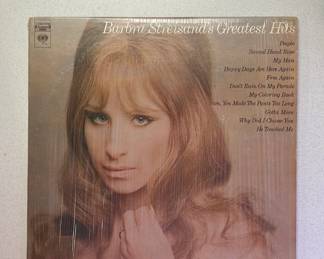 Barbra Streisand's Greatest Hits
People
Second Hand Rose
My Man
Happy Days Are Here Again
Free Again
Don't Rain On My Parade
My Coloring Book
Sam, You Made The Pants Too Long
Gotta Move
Why Did I Choose You
He Touched Me